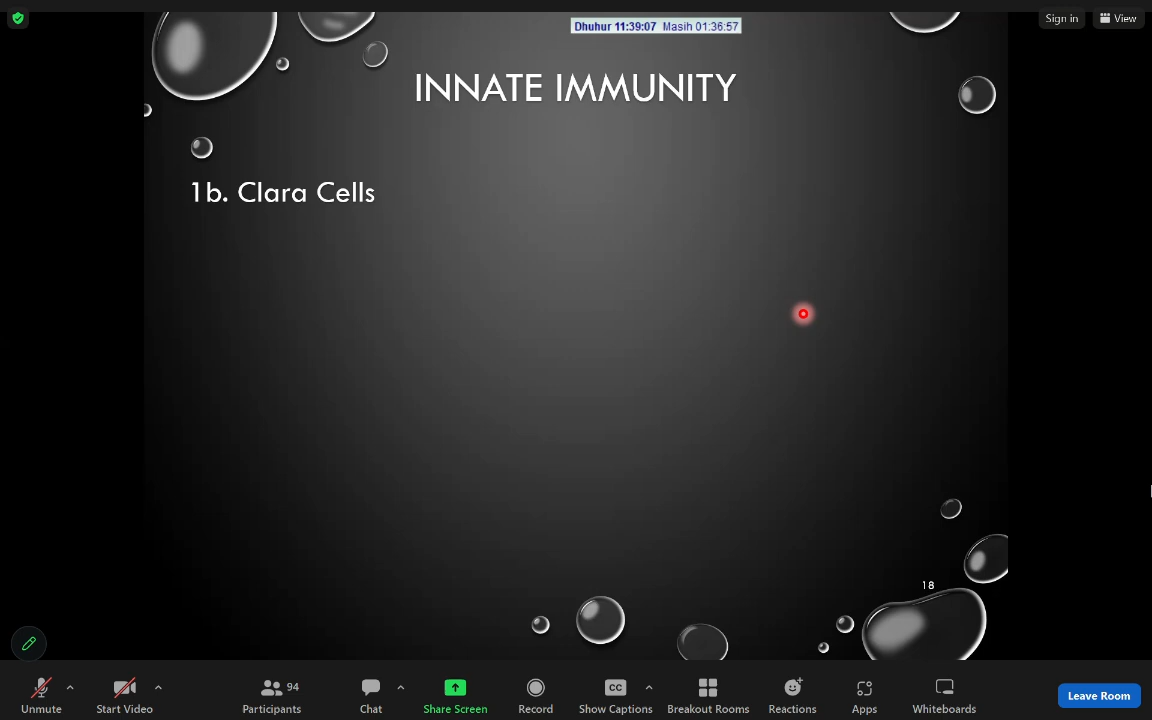 Dhuhur 11:39:07 Masih 01:36:57
Sign in
View
INNATE IMMUNITY
1b. Clara Cells
18
94
Unmute
Start Video
Participants
Chat
Share Screen
Record
CC
Show Captions
Breakout Rooms
Reactions
Apps
Whiteboards
Leave Room